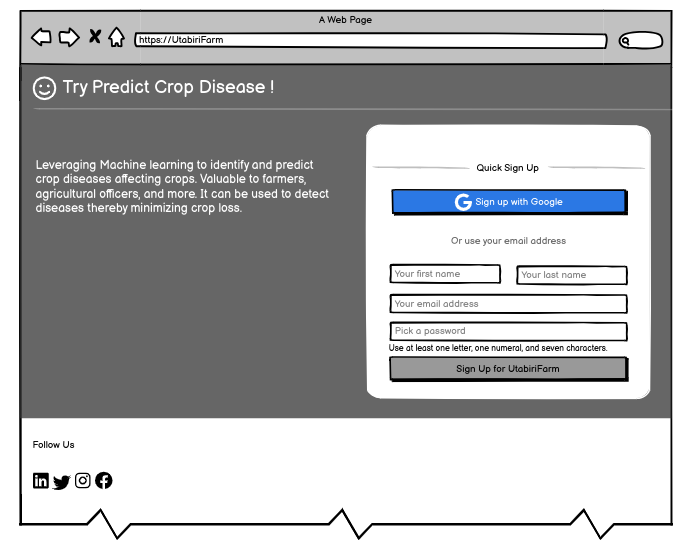 A Web Page
https://UtabiriFarm
Try Predict Crop Disease !
Leveraging Machine learning to identify and predict
crop diseases affecting crops. Valuable to farmers,
agricultural officers, and more. It can be used to detect
diseases thereby minimizing crop loss.
Quick Sign Up
Sign up with Google
Or use your email address
Your first name
Your last name
Your email address
Pick a password
Use at least one letter, one numeral, and seven characters.
Sign Up for UtabiriFarm
Follow Us